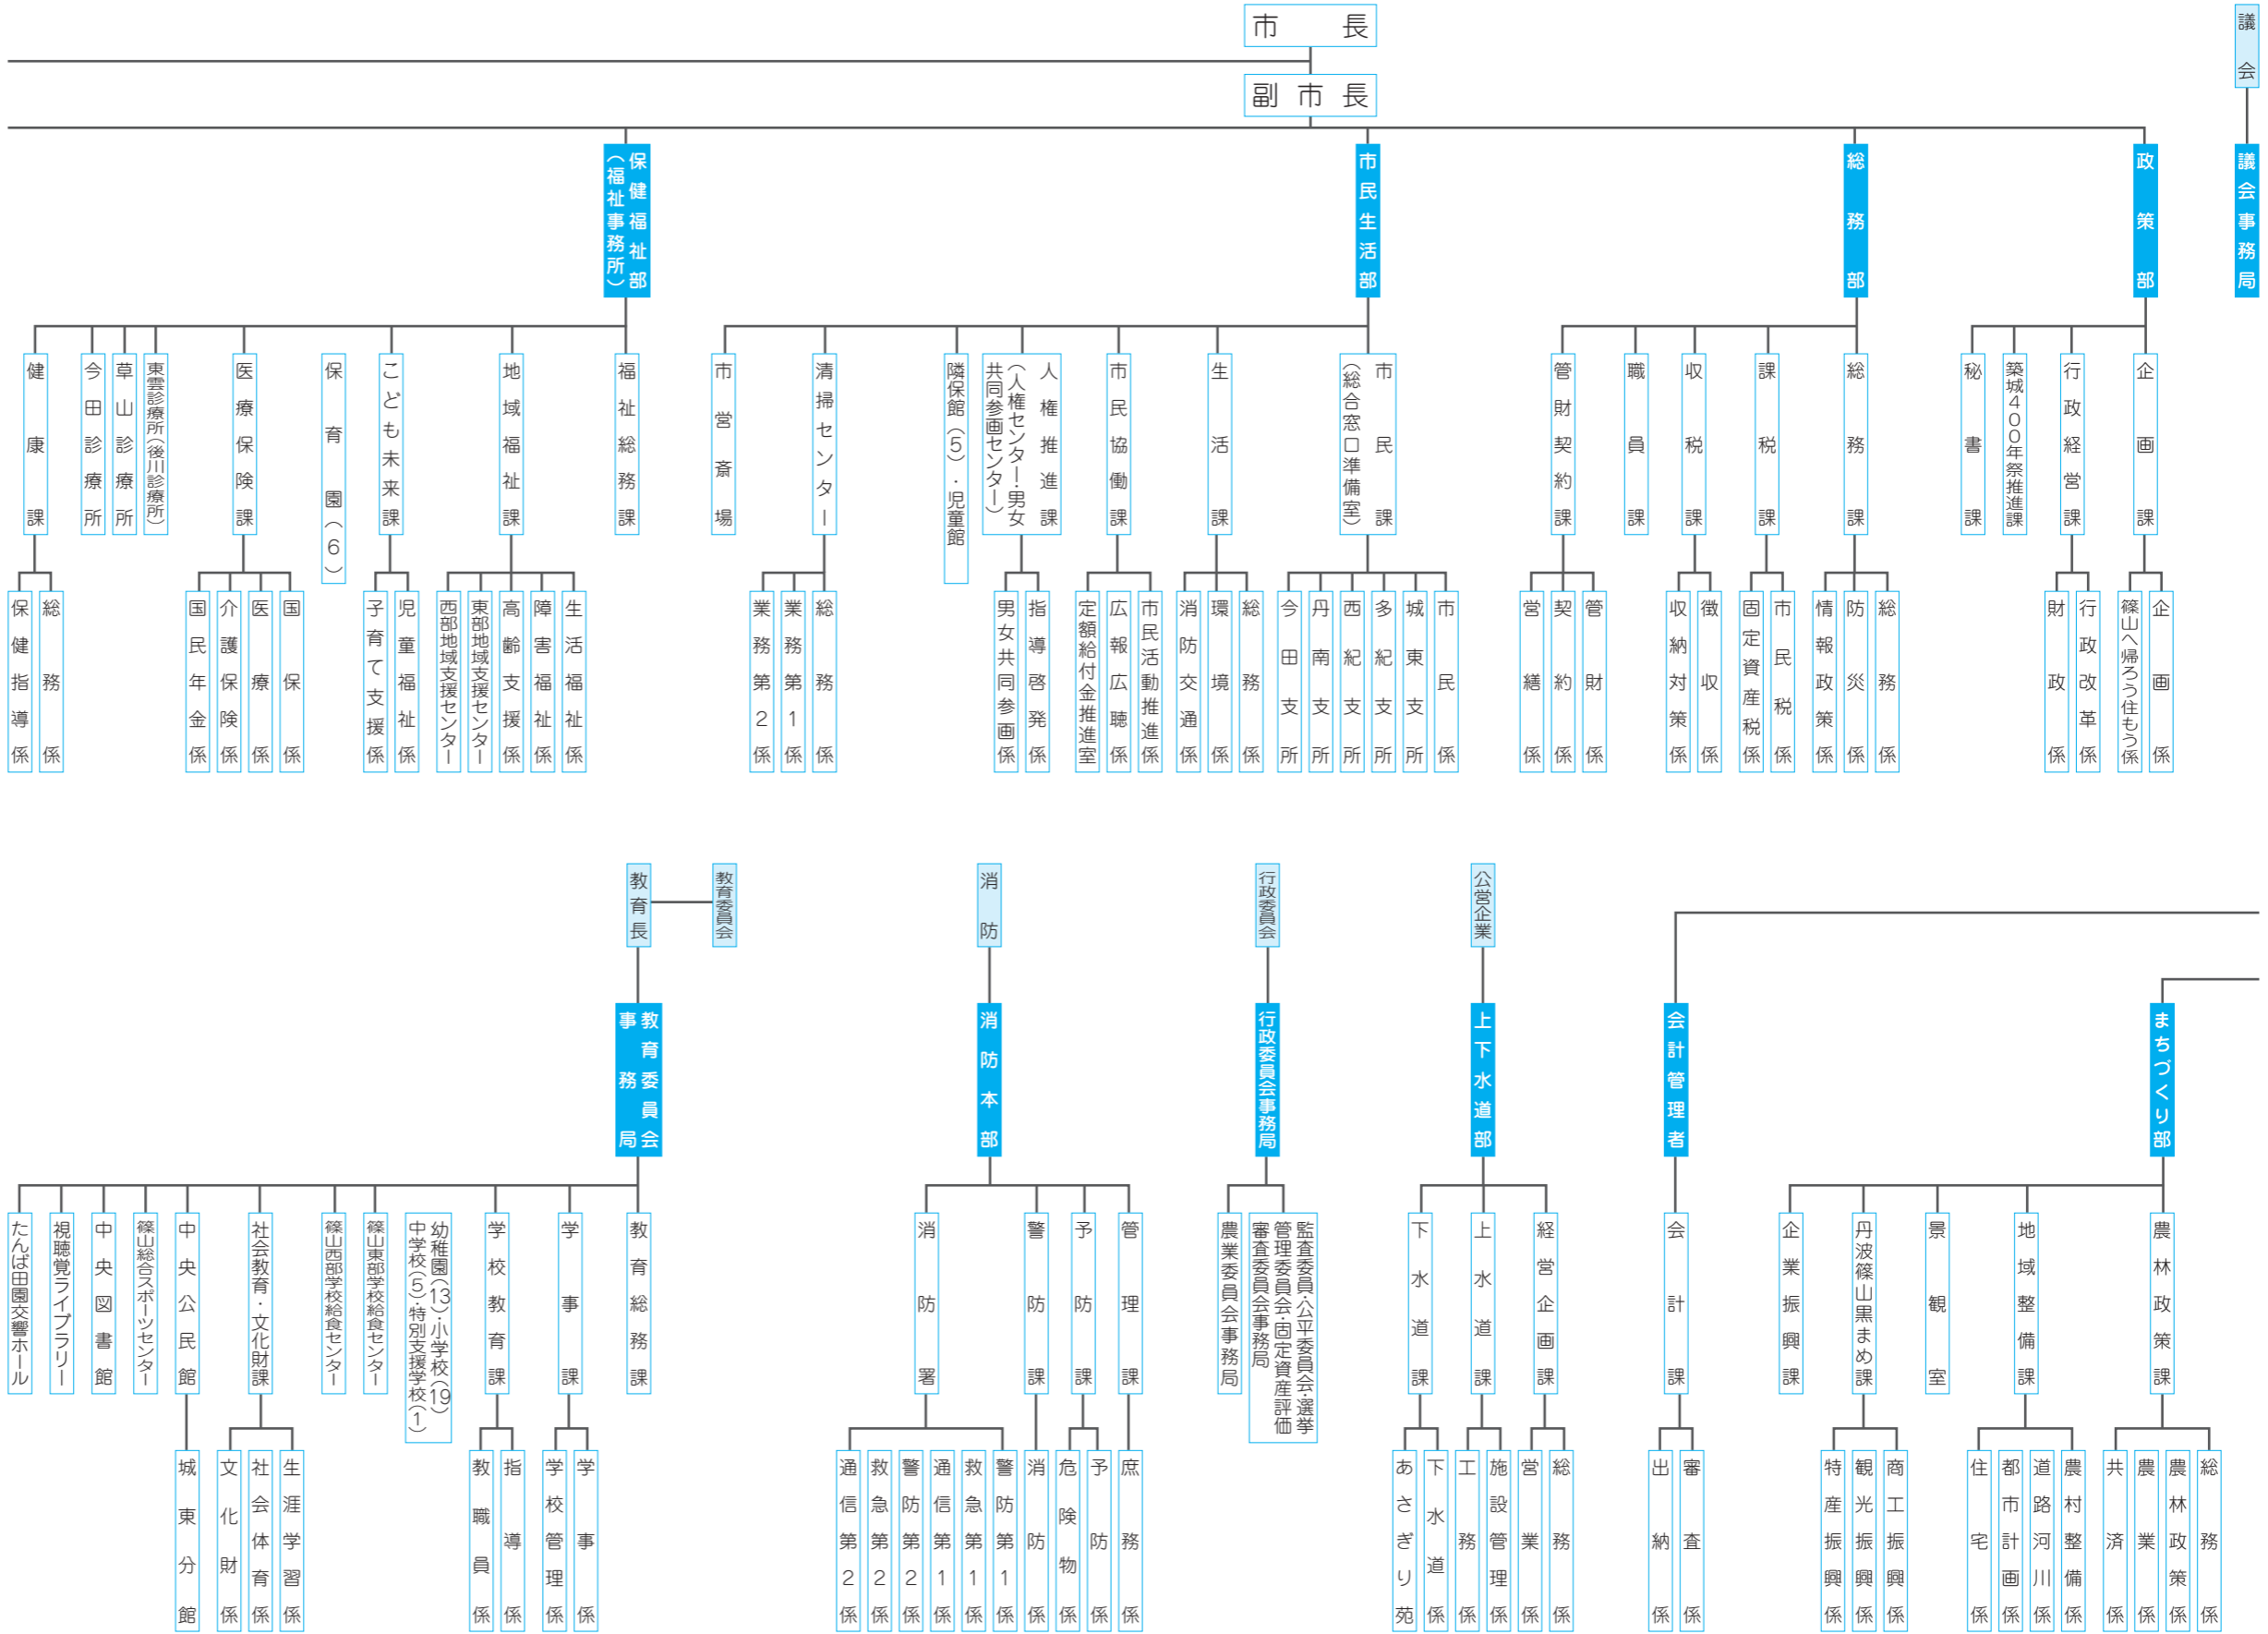 議会
議会事務局
市長
副市長
政策部
企画課
企画係
篠山へ帰ろう住もう係
行政経営課
行政改革係
財政係
築城400年祭推進課
秘書課
総務部
総務課
総務係
防災係
情報政策係
課税課
市民税係
固定資産税係
収税課
徴収係
収納対策係
職員課
管財契約課
管財係
契約係
営繕係
市民生活部
市民課
(総合窓口準備室)
市民係
城東支所
多紀支所
西紀支所
丹南支所
今田支所
生活課
総務係
環境係
消防交通係
市民協働課
市民活動推進係
広報広聴係
定額給付金推進室
人権推進課
(人権センター・男女
共同参画センター)
指導啓発係
男女共同参画係
隣保館(5)・児童館
清掃センター
総務係
業務第1係
業務第2係
市営斎場
保健福祉部
(福祉事務所)
福祉総務課
地域福祉課
生活福祉係
障害福祉係
高齢支援係
東部地域支援センター
西部地域支援センター
こども未来課
児童福祉係
子育て支援係
保育園(6)
医療保険課
国保係
医療係
介護保険係
国民年金係
東雲診療所(後川診療所)
草山診療所
今田診療所
健康課
総務係
保健指導係
まちづくり部
農林政策課
総務係
農林政策係
農業係
共済係
地域整備課
農村整備係
道路河川係
都市計画係
住宅係
景観室
丹波篠山黒まめ課
商工振興係
観光振興係
特産振興係
企業振興課
会計管理者
会計課
審査係
出納係
公営企業
上下水道部
経営企画課
総務係
営業係
上水道課
施設管理係
工務係
下水道課
下水道係
あさぎり苑
行政委員会
行政委員会事務局
監査委員・公平委員会・選挙
管理委員会・固定資産評価
審査委員会事務局
農業委員会事務局
消防
消防本部
管理課
庶務係
予防課
予防係
危険物係
警防課
消防係
消防署
警防第1係
救急第1係
通信第1係
警防第2係
救急第2係
通信第2係
教育委員会
教育長
教育委員会
事務局
教育総務課
学事課
学事係
学校管理係
学校教育課
指導係
教職員係
幼稚園(13)・小学校(19)
中学校(5)・特別支援学校(1)
篠山東部学校給食センター
篠山西部学校給食センター
社会教育・文化財課
生涯学習係
社会体育係
文化財係
中央公民館
城東分館
篠山総合スポーツセンター
中央図書館
視聴覚ライブラリー
たんば田園交響ホール